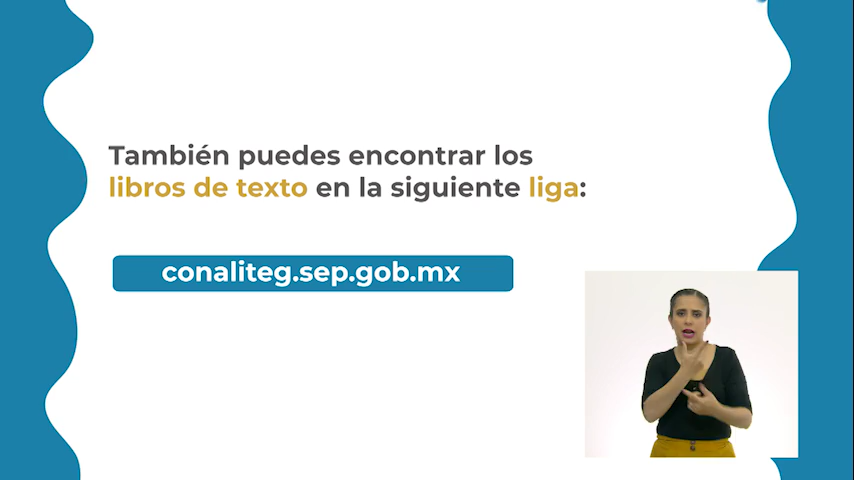 También puedes encontrar los
libros de texto en la siguiente liga:
conaliteg.sep.gob.mx